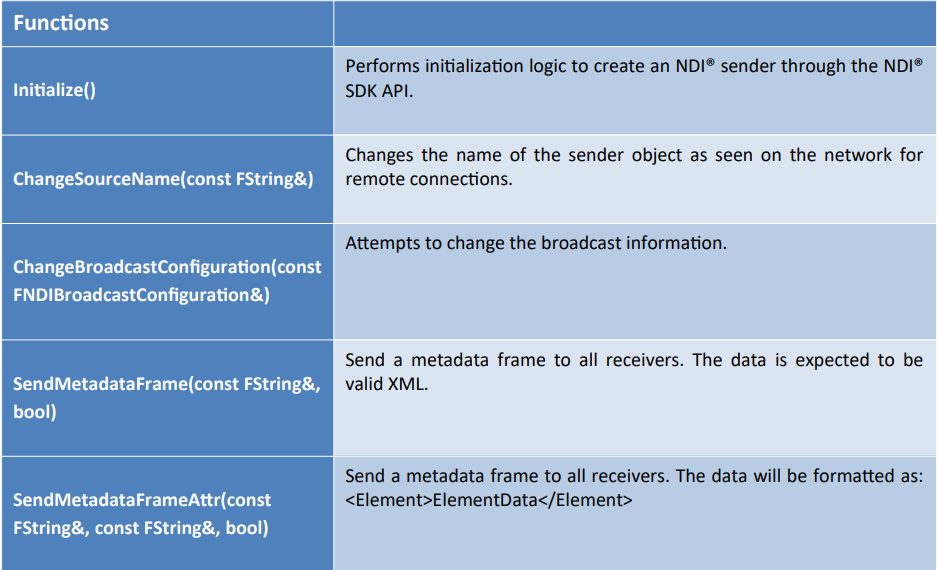 Functions
Initialize()
Performs initialization logic to create an NDI® sender through the NDI®
SDK API.
ChangeSourceName(const FString&)
Changes the name of the sender object as seen on the network for
remote connections.
ChangeBroadcastConfiguration(const
FNDIBroadcastConfiguration&)
Attempts to change the broadcast information.
SendMetadataFrame(const FString&,
bool)
Send a metadata frame to all receivers. The data is expected to be
valid XML.
SendMetadataFrameAttr(const
FString&, const FString&, bool)
Send a metadata frame to all receivers. The data will be formatted as:
<Element>ElementData</Element>